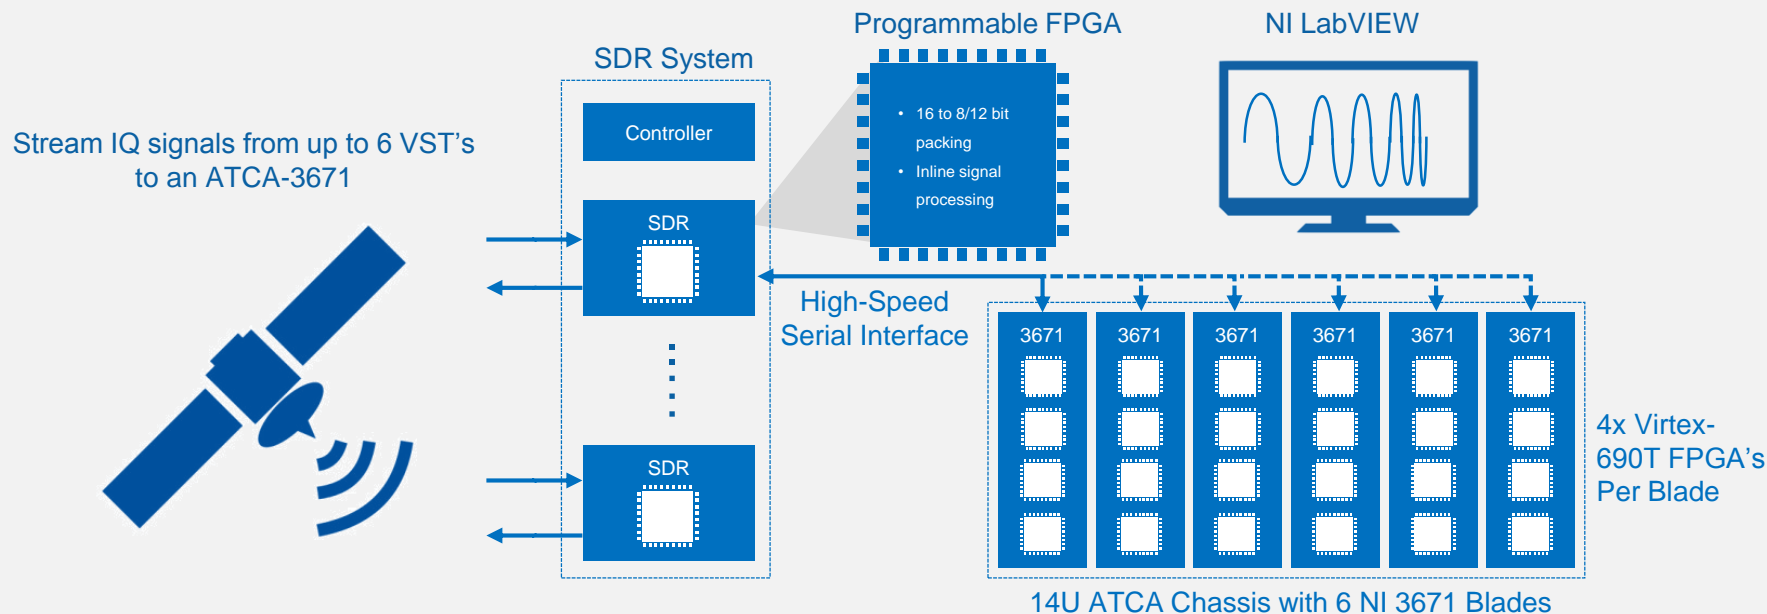 Stream IQ signals from up to 6 VST's
to an ATCA-3671
SDR System
Controller
SDR
SDR
Programmable FPGA
• 16 to 8/12 bit
packing
• Inline signal
processing
NI LabVIEW
High-Speed
Serial Interface
3671 3671 3671 3671 3671 3671
4x Virtex-
690T FPGA's
Per Blade
14U ATCA Chassis with 6 NI 3671 Blades